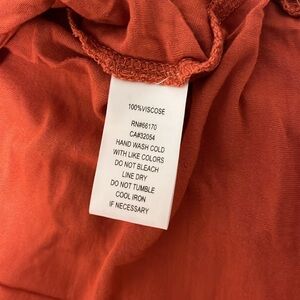 100%VISCOSE
RN#66170
CA#32054
HAND WASH COLD
WITH LIKE COLORS
DO NOT BLEACH
LINE DRY
DO NOT TUMBLE
COOL IRON
IF NECESSARY